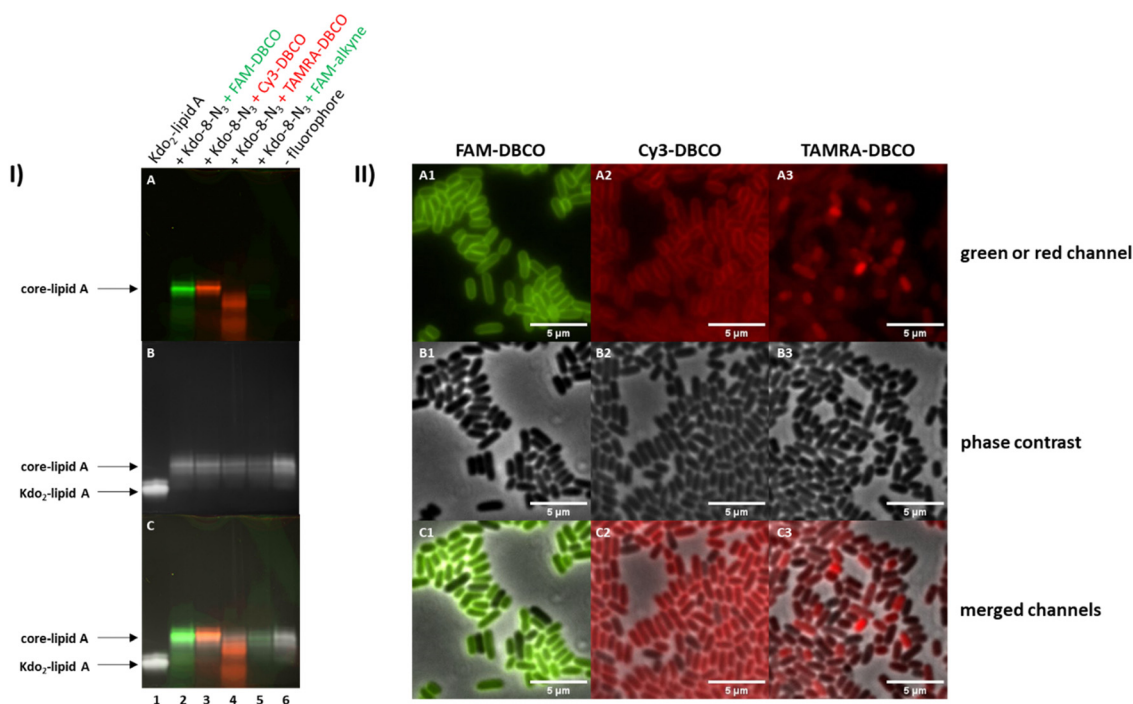 I)
Kdo₂-lipid A
+ Kdo-8-N₃ + FAM-DBCO
+ Kdo-8-N₃ + Cy3-DBCO
+ Kdo-8-N₃ + TAMRA-DBCO
+ Kdo-8-N₃ + FAM-alkyne
- fluorophore
A
core-lipid A
B
core-lipid A
Kdo₂-lipid A
C
core-lipid A
Kdo₂-lipid A
1 2 3 4 5 6
II)
FAM-DBCO Cy3-DBCO TAMRA-DBCO
A1 A2 A3
green or red channel
5 µm 5 µm 5 µm
B1 B2 B3
phase contrast
5 µm 5 µm 5 µm
C1 C2 C3
merged channels
5 µm 5 µm 5 µm